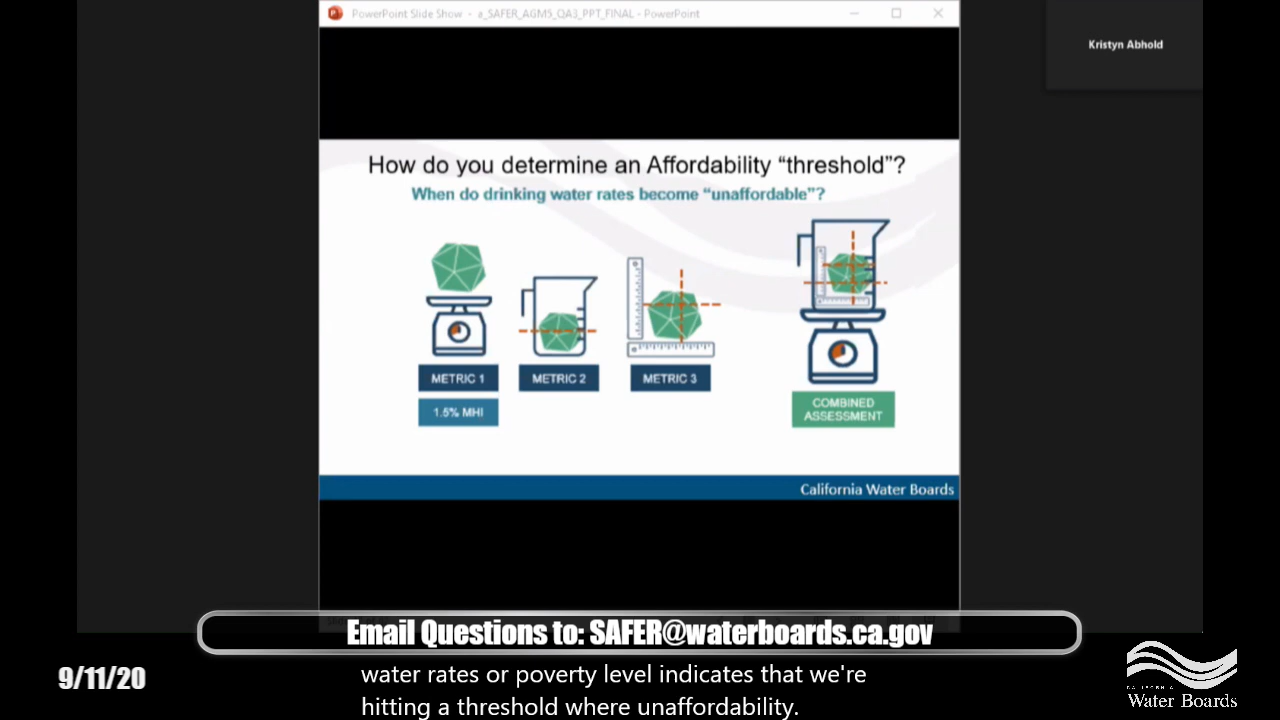 PowerPoint Slide Show - a_SAFER_AGM5_QA3_PPT_FINAL - PowerPoint
Kristyn Abhold
How do you determine an Affordability “threshold”?
When do drinking water rates become “unaffordable”?
METRIC 1
METRIC 2
METRIC 3
1.5% MHI
COMBINED
ASSESSMENT
California Water Boards
Email Questions to: SAFER@waterboards.ca.gov
9/11/20
water rates or poverty level indicates that we're
hitting a threshold where unaffordability.
CALIFORNIA
Water Boards